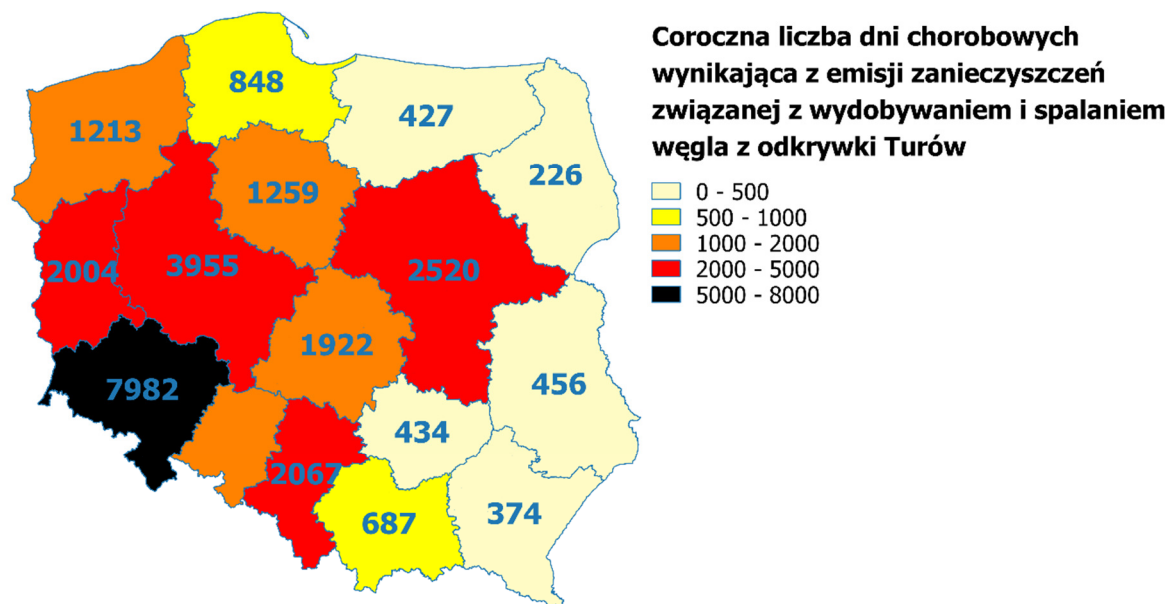 Coroczna liczba dni chorobowych
wynikająca z emisji zanieczyszczeń
związanej z wydobywaniem i spalaniem
węgla z odkrywki Turów
0 - 500
500 - 1000
1000 - 2000
2000 - 5000
5000 - 8000
848
427
1213
226
1259
2004
3955
2520
1922
7982
456
434
2067
687
374